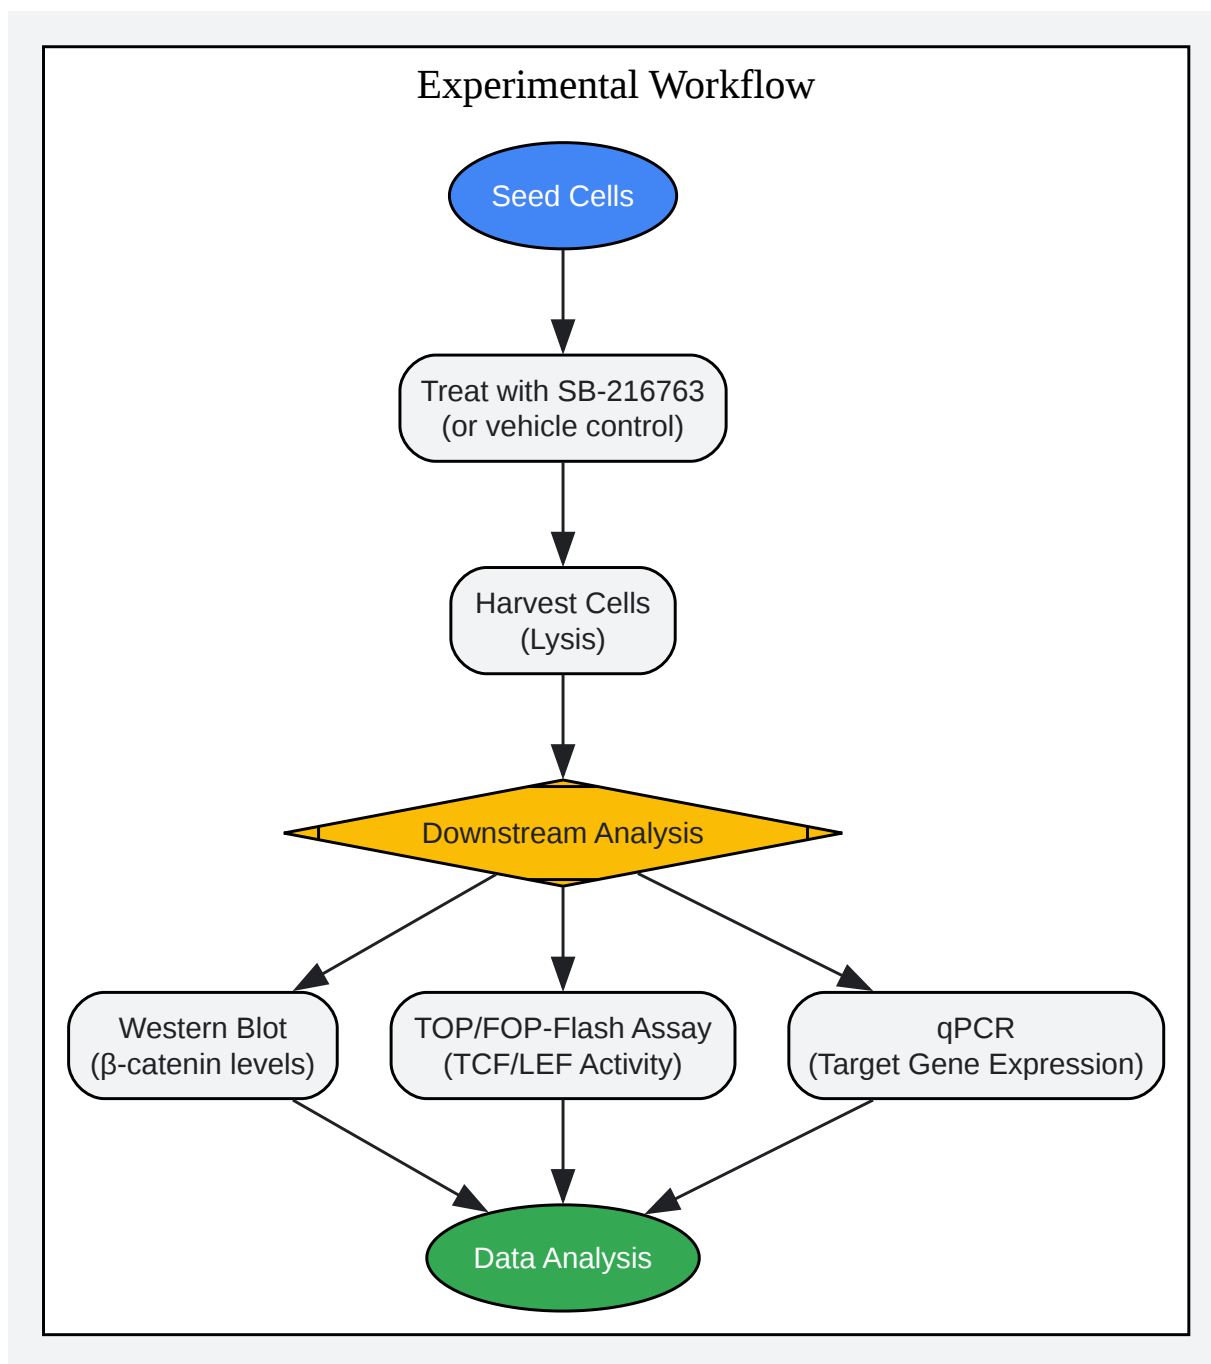 Experimental Workflow
Seed Cells
Treat with SB-216763
(or vehicle control)
Harvest Cells
(Lysis)
Downstream Analysis
Western Blot
(β-catenin levels)
TOP/FOP-Flash Assay
(TCF/LEF Activity)
qPCR
(Target Gene Expression)
Data Analysis